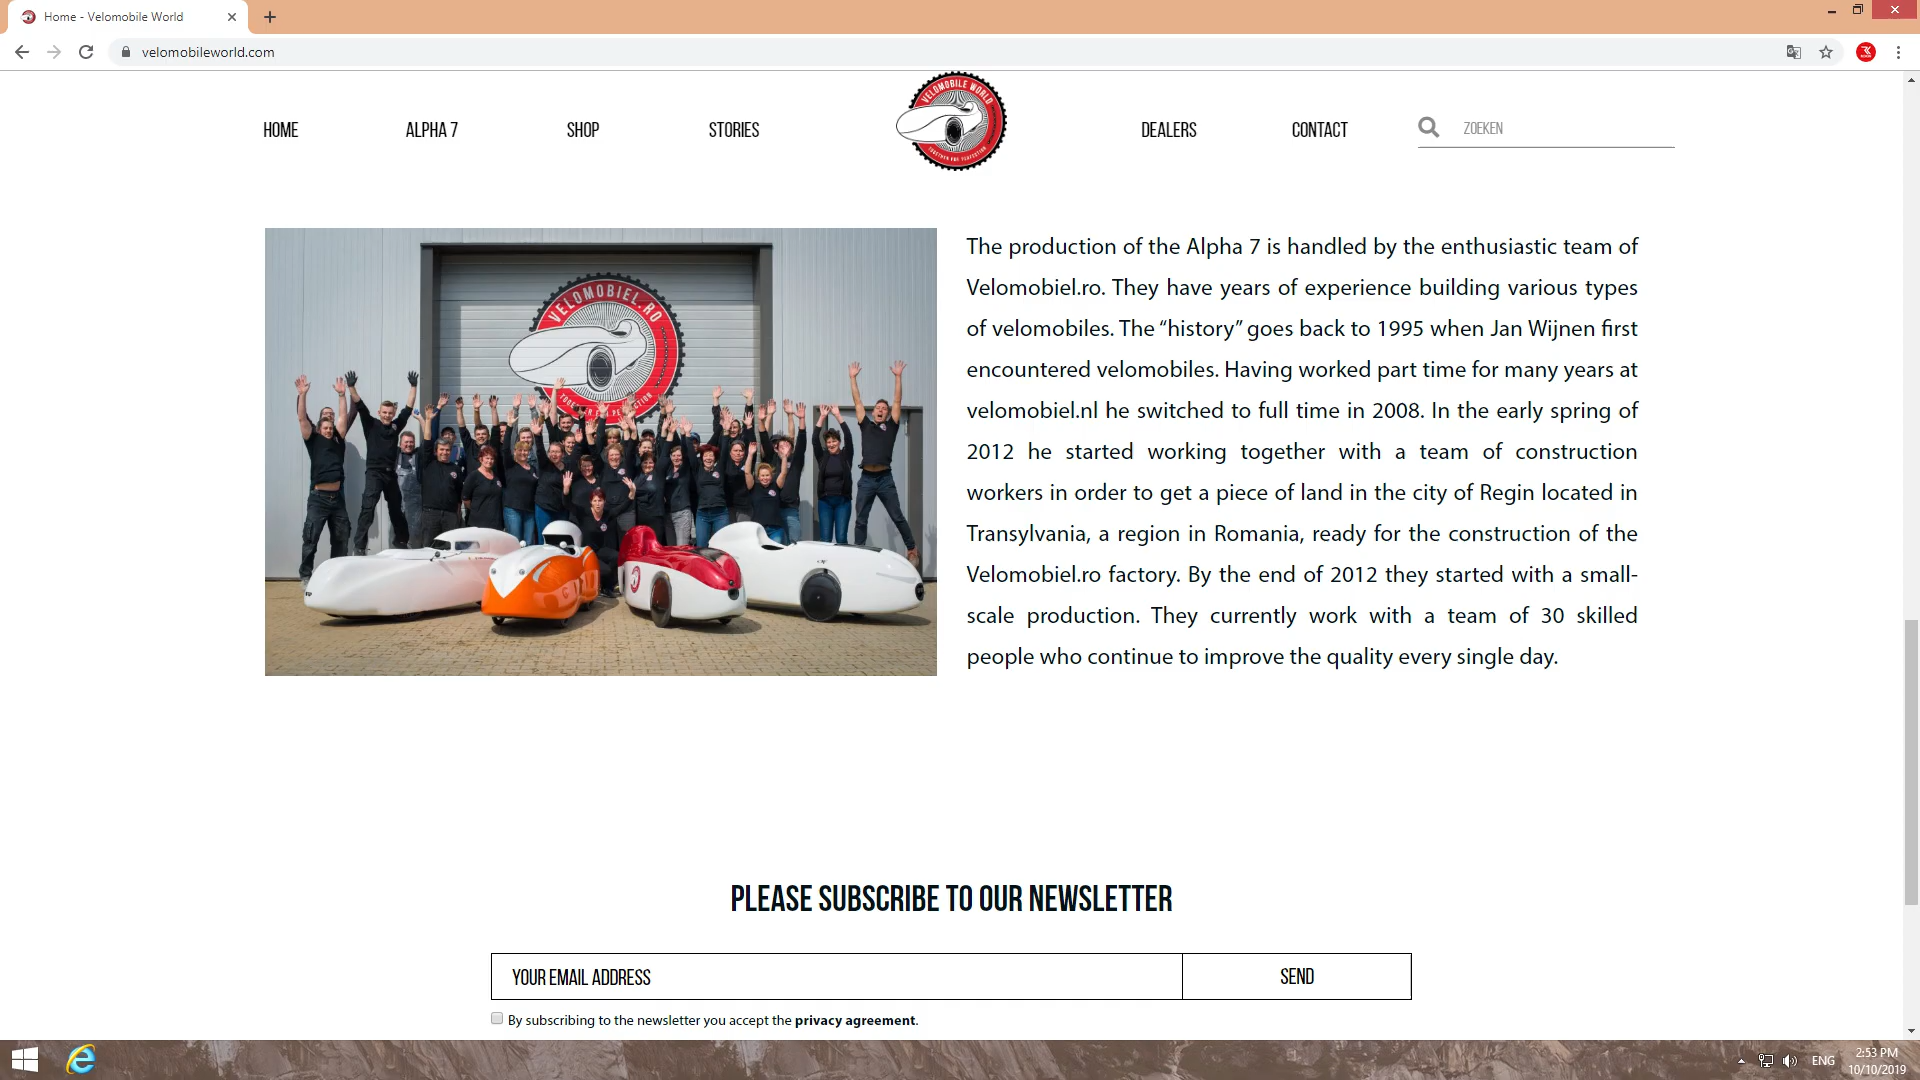 Home - Velomobile World
velomobileworld.com
HOME
ALPHA 7
SHOP
STORIES
VELOMOBILE WORLD
TOGETHER FOR PERFECTION
DEALERS
CONTACT
ZOEKEN
VELOMOBIEL.RO
The production of the Alpha 7 is handled by the enthusiastic team of
Velomobiel.ro. They have years of experience building various types
of velomobiles. The “history” goes back to 1995 when Jan Wijnen first
encountered velomobiles. Having worked part time for many years at
velomobiel.nl he switched to full time in 2008. In the early spring of
2012 he started working together with a team of construction
workers in order to get a piece of land in the city of Regin located in
Transylvania, a region in Romania, ready for the construction of the
Velomobiel.ro factory. By the end of 2012 they started with a small-
scale production. They currently work with a team of 30 skilled
people who continue to improve the quality every single day.
PLEASE SUBSCRIBE TO OUR NEWSLETTER
YOUR EMAIL ADDRESS
SEND
By subscribing to the newsletter you accept the privacy agreement.
ENG
2:53 PM
10/10/2019